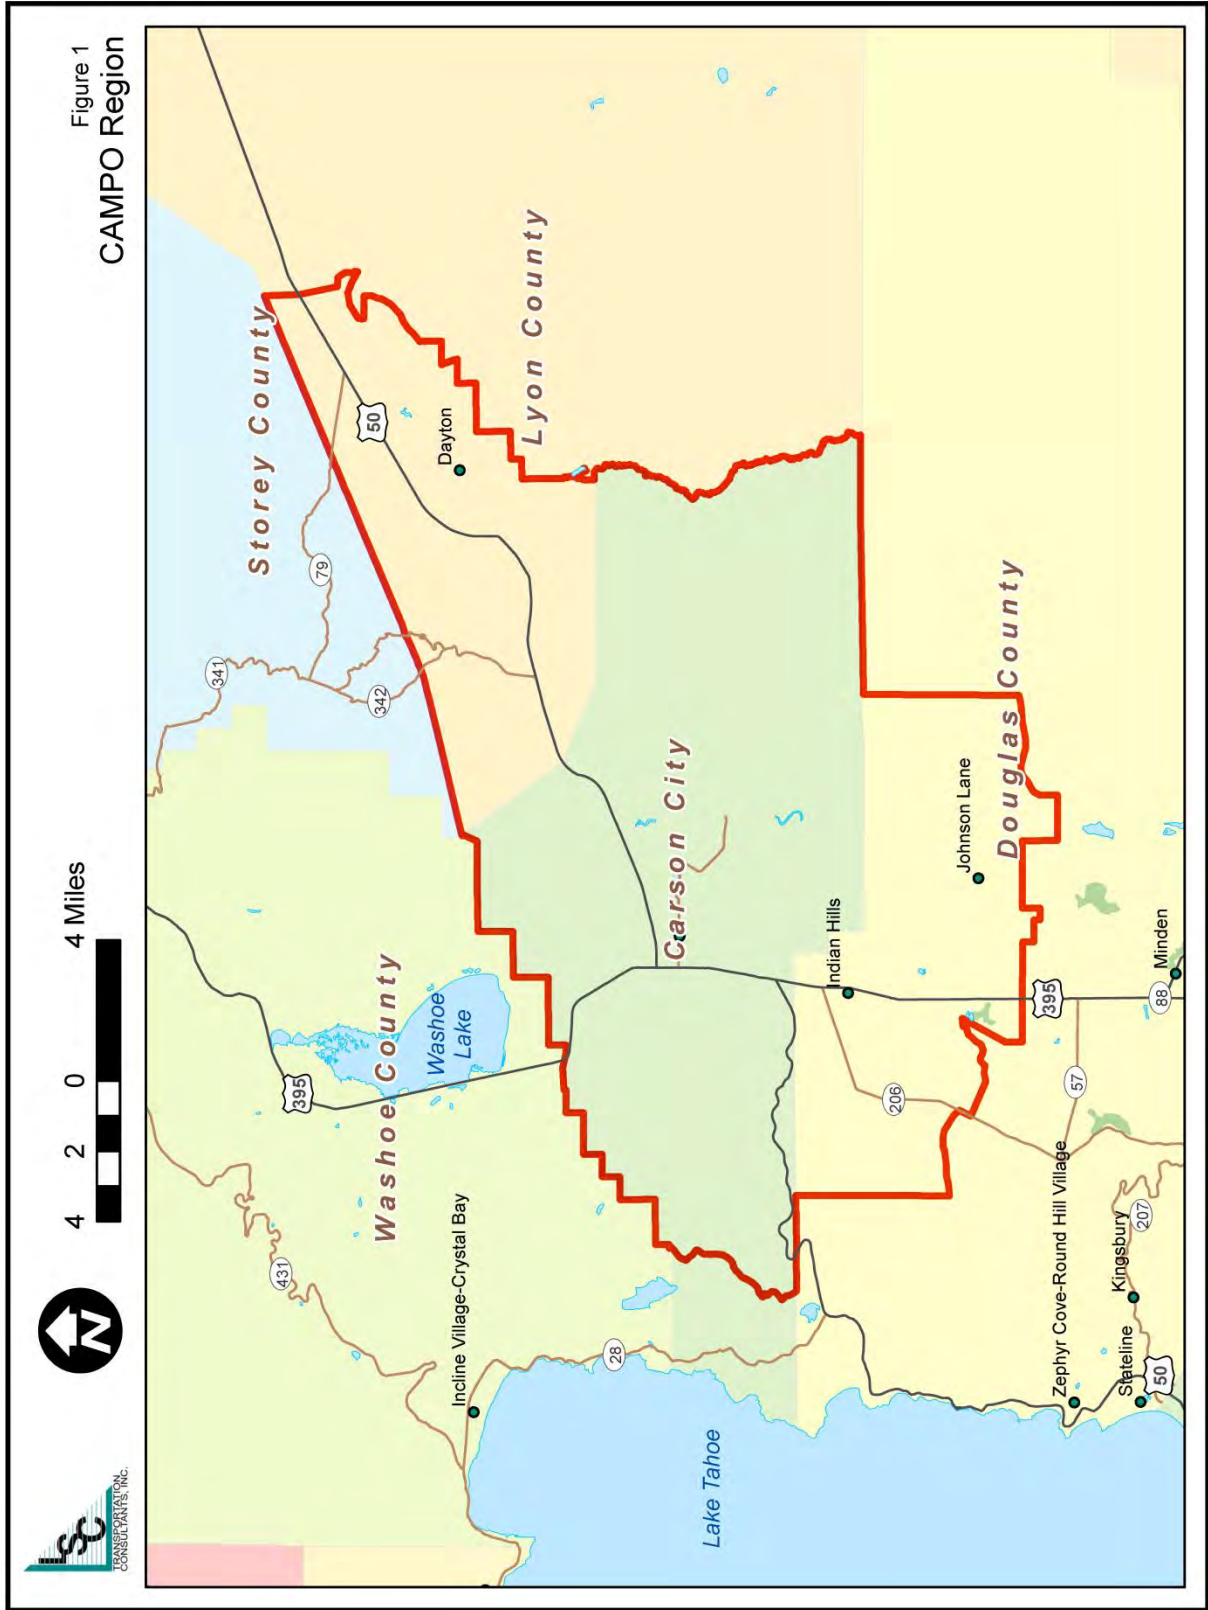 Figure 1
CAMPO Region
4 2 0 4 Miles
N
LSC
TRANSPORTATION
CONSULTANTS, INC.
Storey County
Lyon County
Washoe County
Carson City
Douglas County
Washoe
Lake
Lake Tahoe
Incline Village-Crystal Bay
Dayton
Indian Hills
Johnson Lane
Minden
Zephyr Cove-Round Hill Village
Kingsbury
Stateline
431
395
341
342
79
50
28
206
395
57
88
207
50